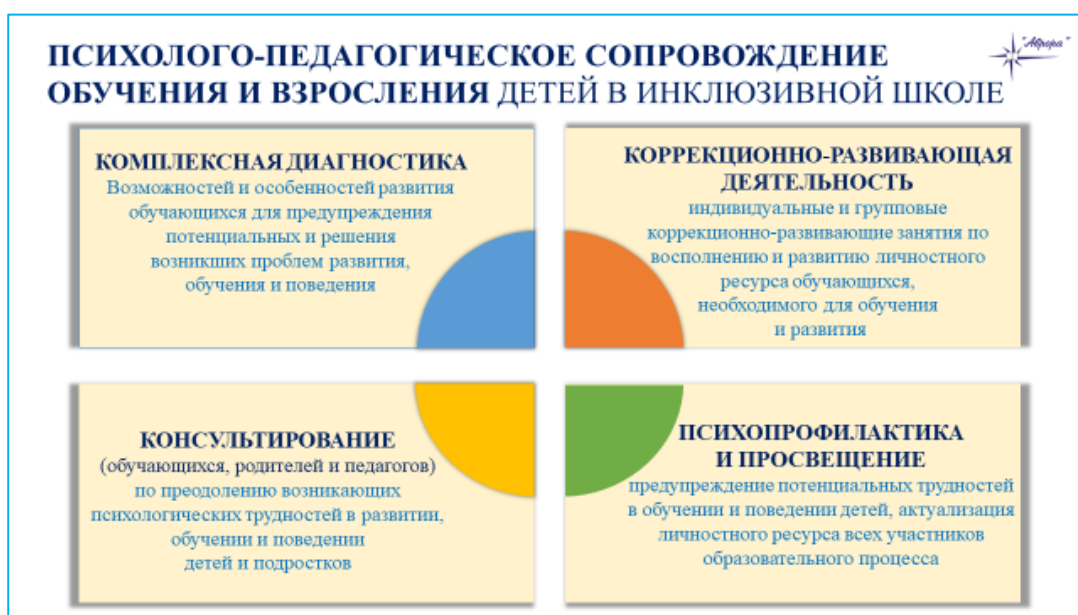 ПСИХОЛОГО-ПЕДАГОГИЧЕСКОЕ СОПРОВОЖДЕНИЕ
ОБУЧЕНИЯ И ВЗРОСЛЕНИЯ ДЕТЕЙ В ИНКЛЮЗИВНОЙ ШКОЛЕ
"Аврора"
КОМПЛЕКСНАЯ ДИАГНОСТИКА
Возможностей и особенностей развития
обучающихся для предупреждения
потенциальных и решения
возникших проблем развития,
обучения и поведения
КОРРЕКЦИОННО-РАЗВИВАЮЩАЯ
ДЕЯТЕЛЬНОСТЬ
индивидуальные и групповые
коррекционно-развивающие занятия по
восполнению и развитию личностного
ресурса обучающихся,
необходимого для обучения
и развития
КОНСУЛЬТИРОВАНИЕ
(обучающихся, родителей и педагогов)
по преодолению возникающих
психологических трудностей в развитии,
обучении и поведении
детей и подростков
ПСИХОПРОФИЛАКТИКА
И ПРОСВЕЩЕНИЕ
предупреждение потенциальных трудностей
в обучении и поведении детей, актуализация
личностного ресурса всех участников
образовательного процесса